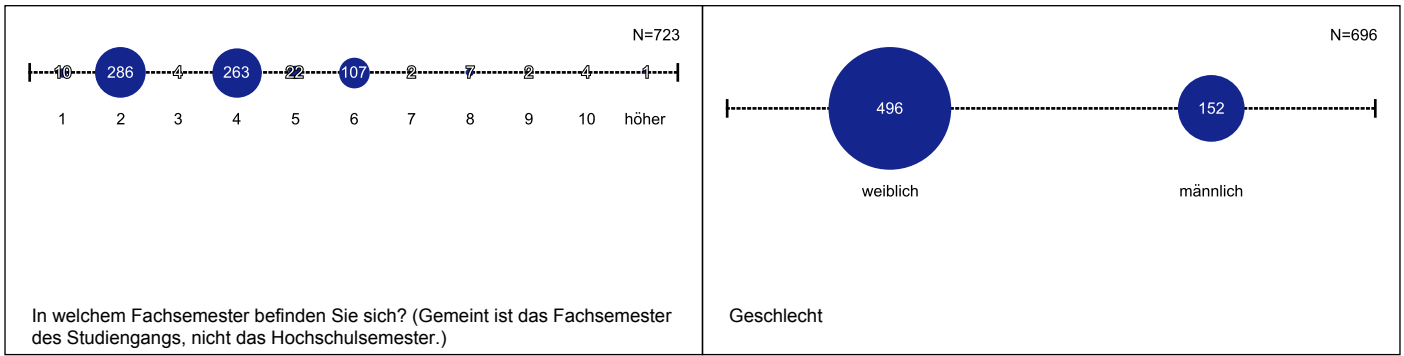 N=723
10 286 4 263 22 107 2 7 2 4 1
1 2 3 4 5 6 7 8 9 10 höher
In welchem Fachsemester befinden Sie sich? (Gemeint ist das Fachsemester
des Studiengangs, nicht das Hochschulsemester.)
N=696
496 152
weiblich männlich
Geschlecht